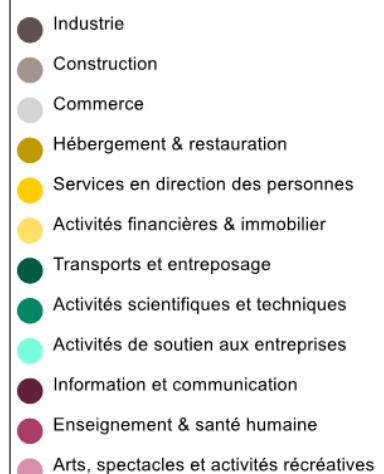 Industrie
Construction
Commerce
Hébergement & restauration
Services en direction des personnes
Activités financières & immobilier
Transports et entreposage
Activités scientifiques et techniques
Activités de soutien aux entreprises
Information et communication
Enseignement & santé humaine
Arts, spectacles et activités récréatives